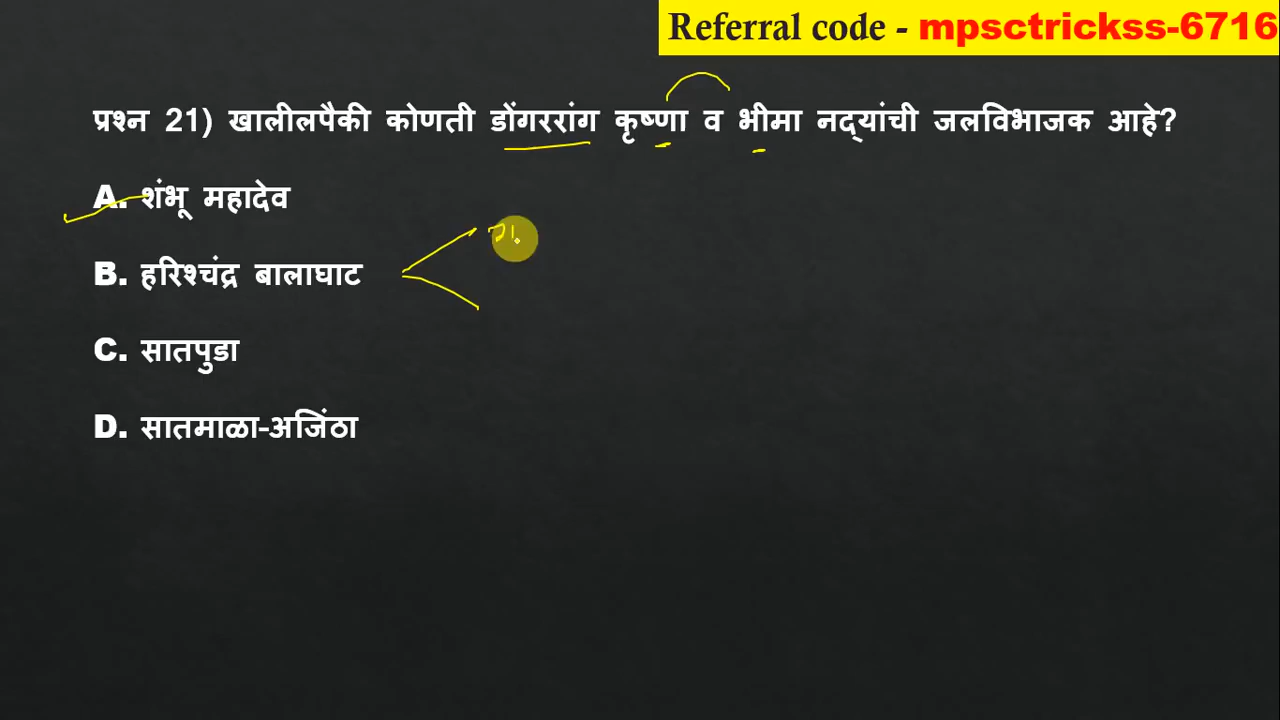 Referral code - mpsctrickss-6716
प्रश्न 21) खालीलपैकी कोणती डोंगररांग कृष्णा व भीमा नद्यांची जलविभाजक आहे?
A. शंभू महादेव
B. हरिश्चंद्र बालाघाट
C. सातपुडा
D. सातमाळा-अजिंठा